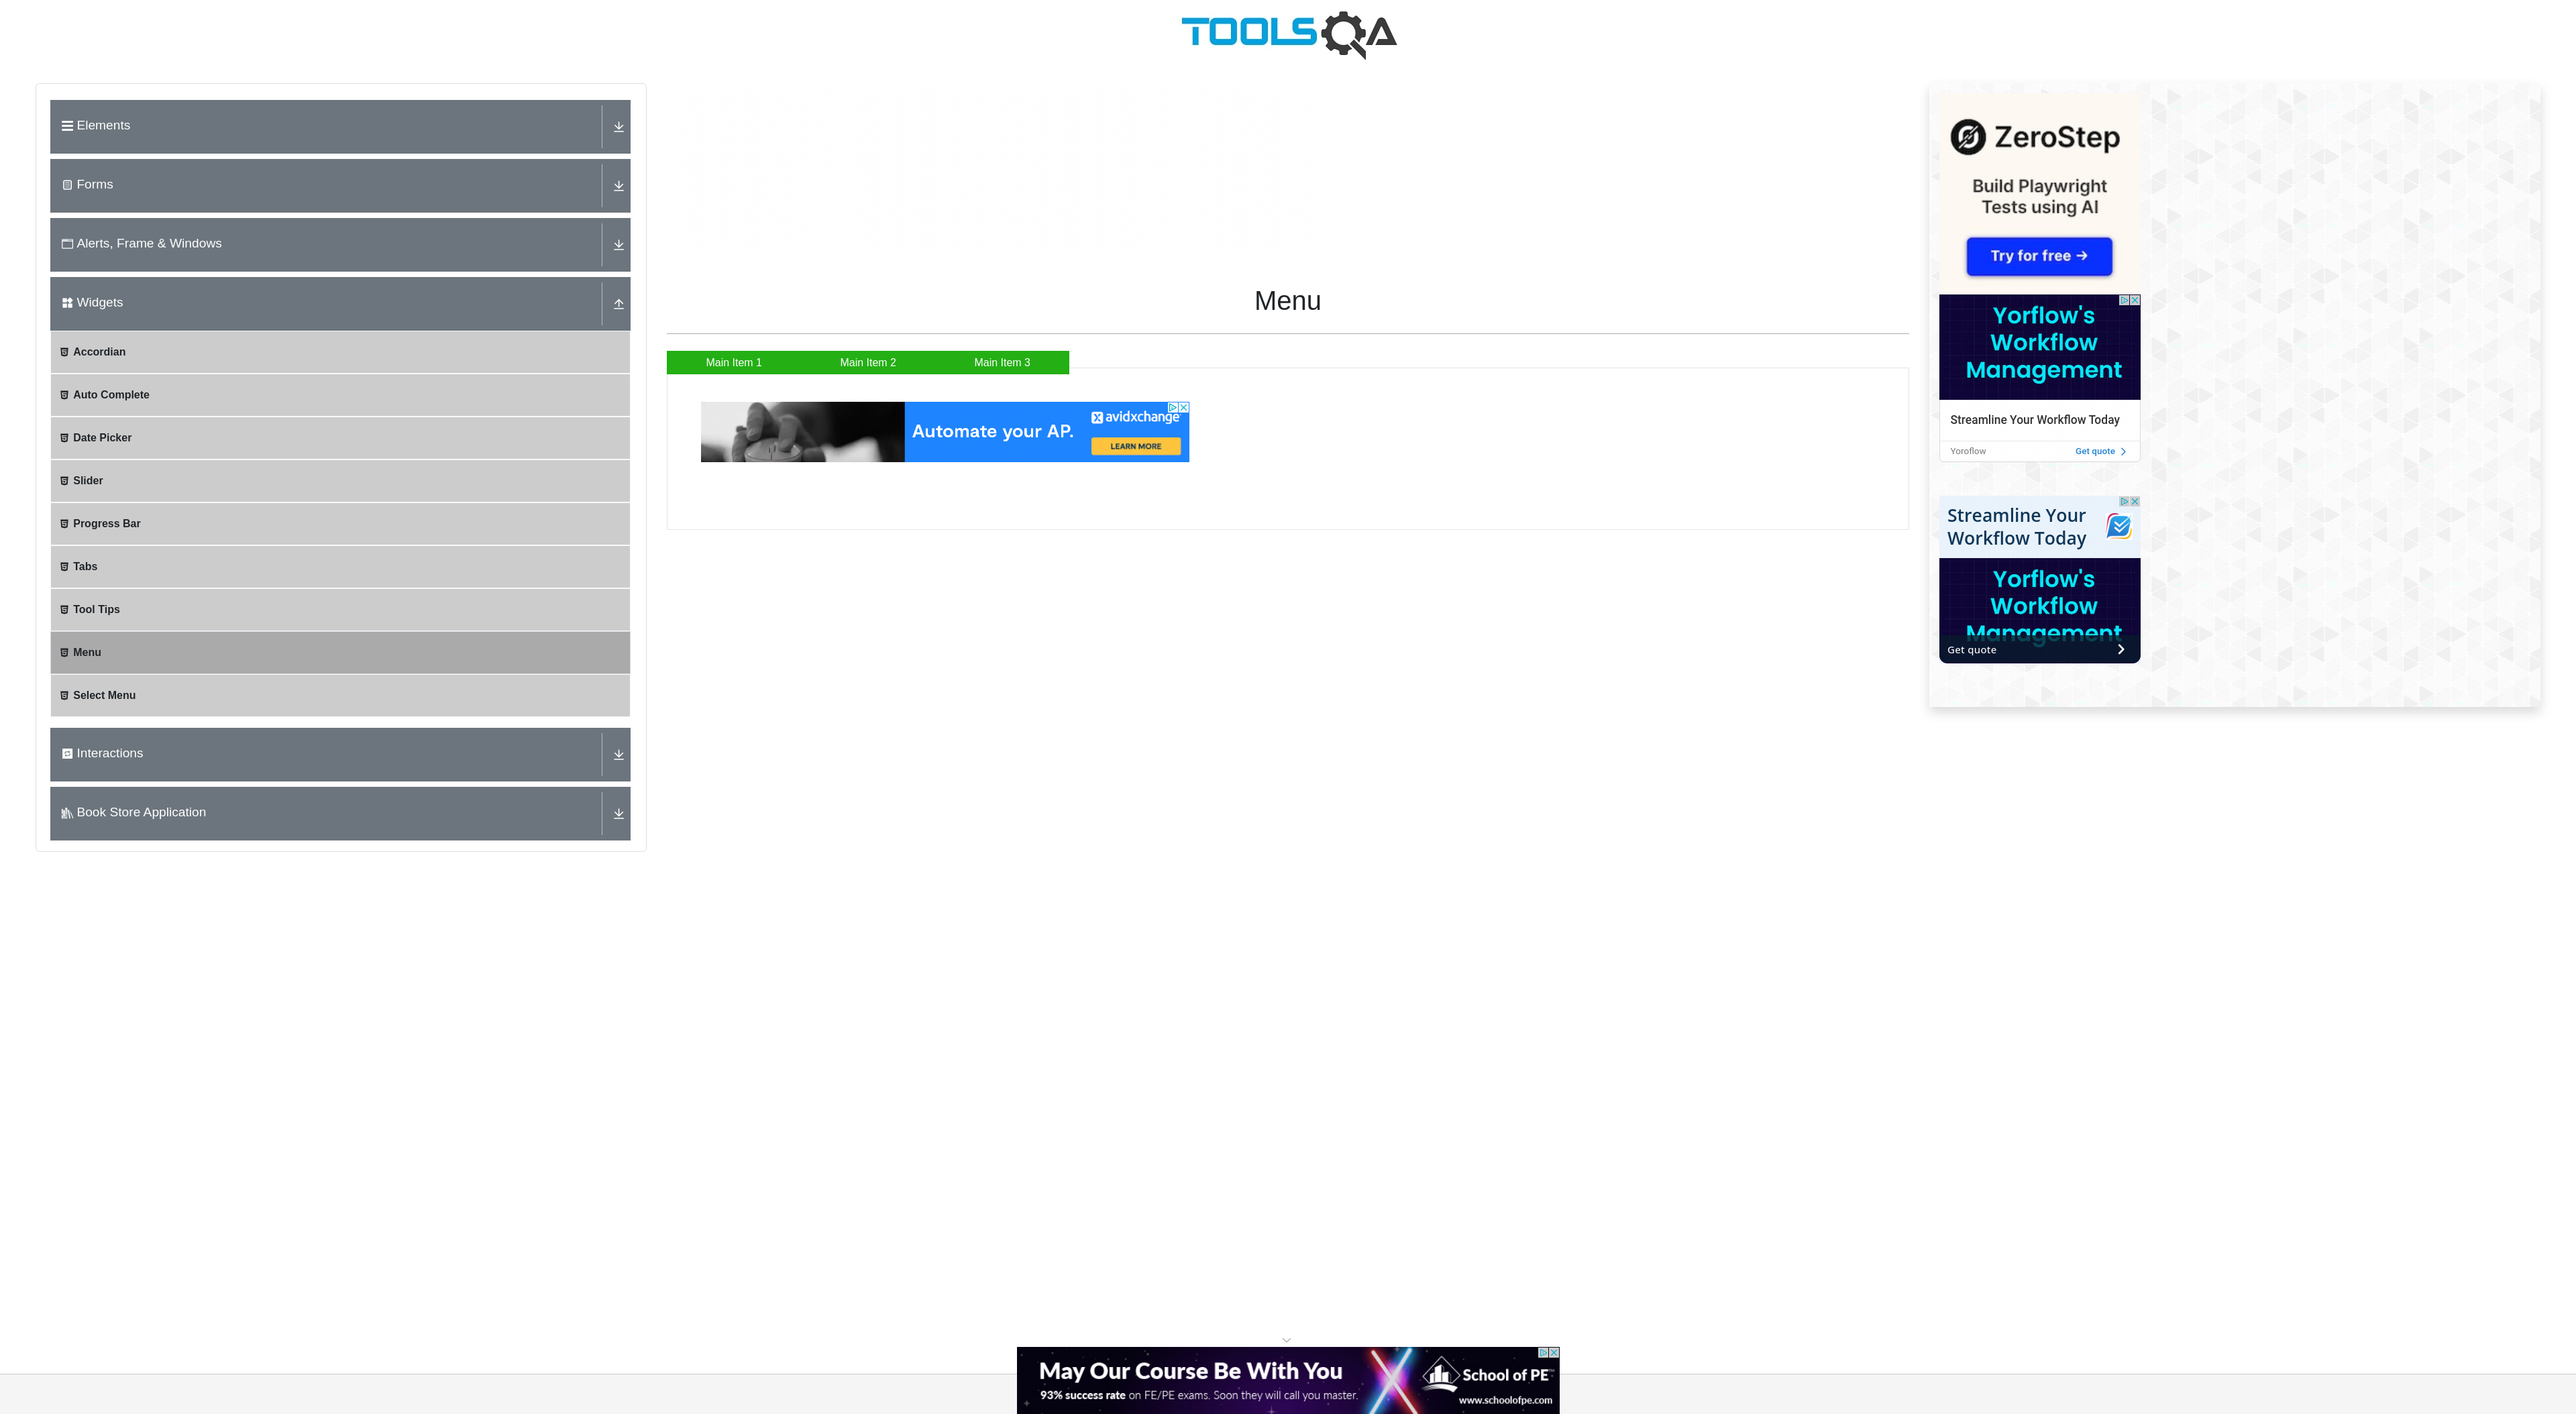 TOOLSQA
Elements
Forms
Alerts, Frame & Windows
Widgets
Accordian
Auto Complete
Date Picker
Slider
Progress Bar
Tabs
Tool Tips
Menu
Select Menu
Interactions
Book Store Application
Menu
Main Item 1
Main Item 2
Main Item 3
Automate your AP.
avidxchange
LEARN MORE
ZeroStep
Build Playwright
Tests using AI
Try for free →
Yorflow's
Workflow
Management
Streamline Your Workflow Today
Yoroflow
Get quote
Streamline Your
Workflow Today
Yorflow's
Workflow
Management
Get quote
May Our Course Be With You
93% success rate on FE/PE exams. Soon they will call you master.
School of PE
www.schoolofpe.com